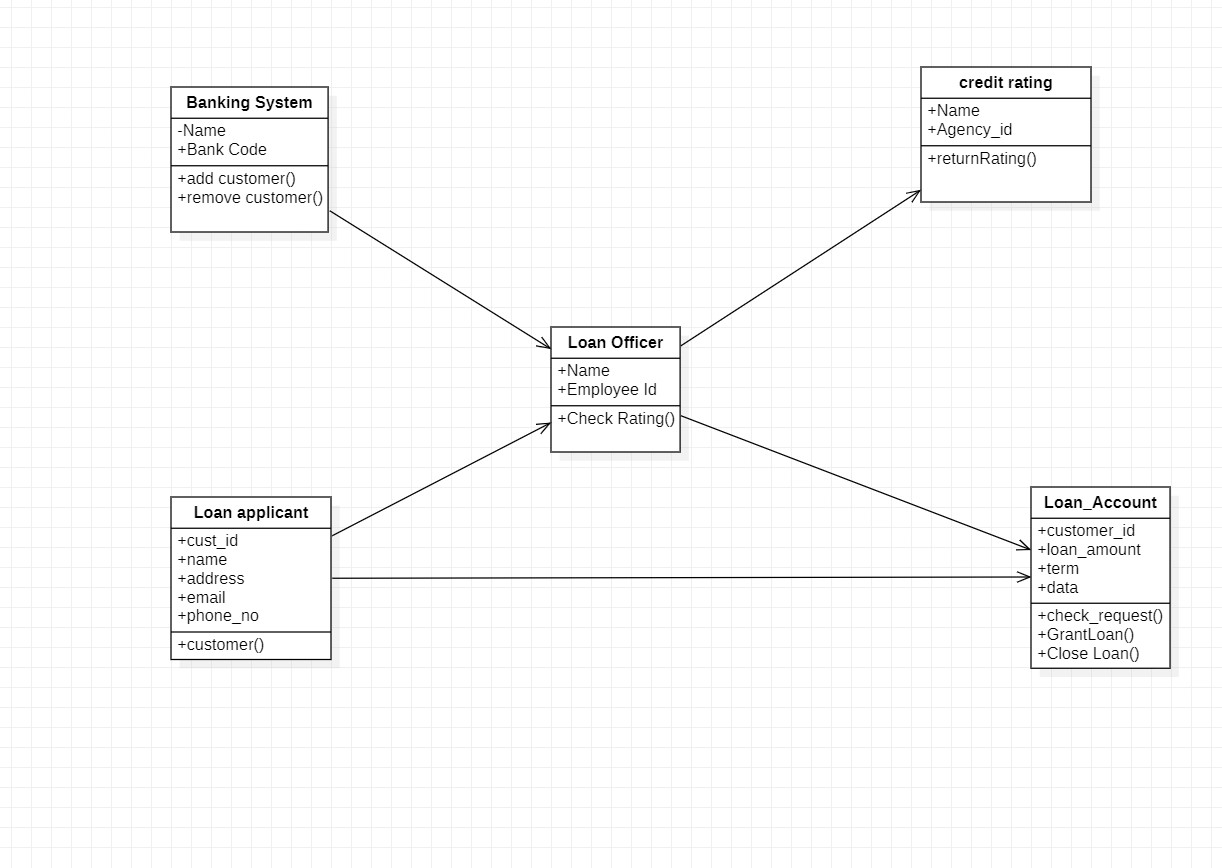 Banking System
-Name
+Bank Code
+add customer()
+remove customer()
credit rating
+Name
+Agency_id
+returnRating()
Loan Officer
+Name
+Employee Id
+Check Rating()
Loan applicant
+cust_id
+name
+address
+email
+phone_no
+customer()
Loan_Account
+customer_id
+loan_amount
+term
+data
+check_request()
+GrantLoan()
+Close Loan()